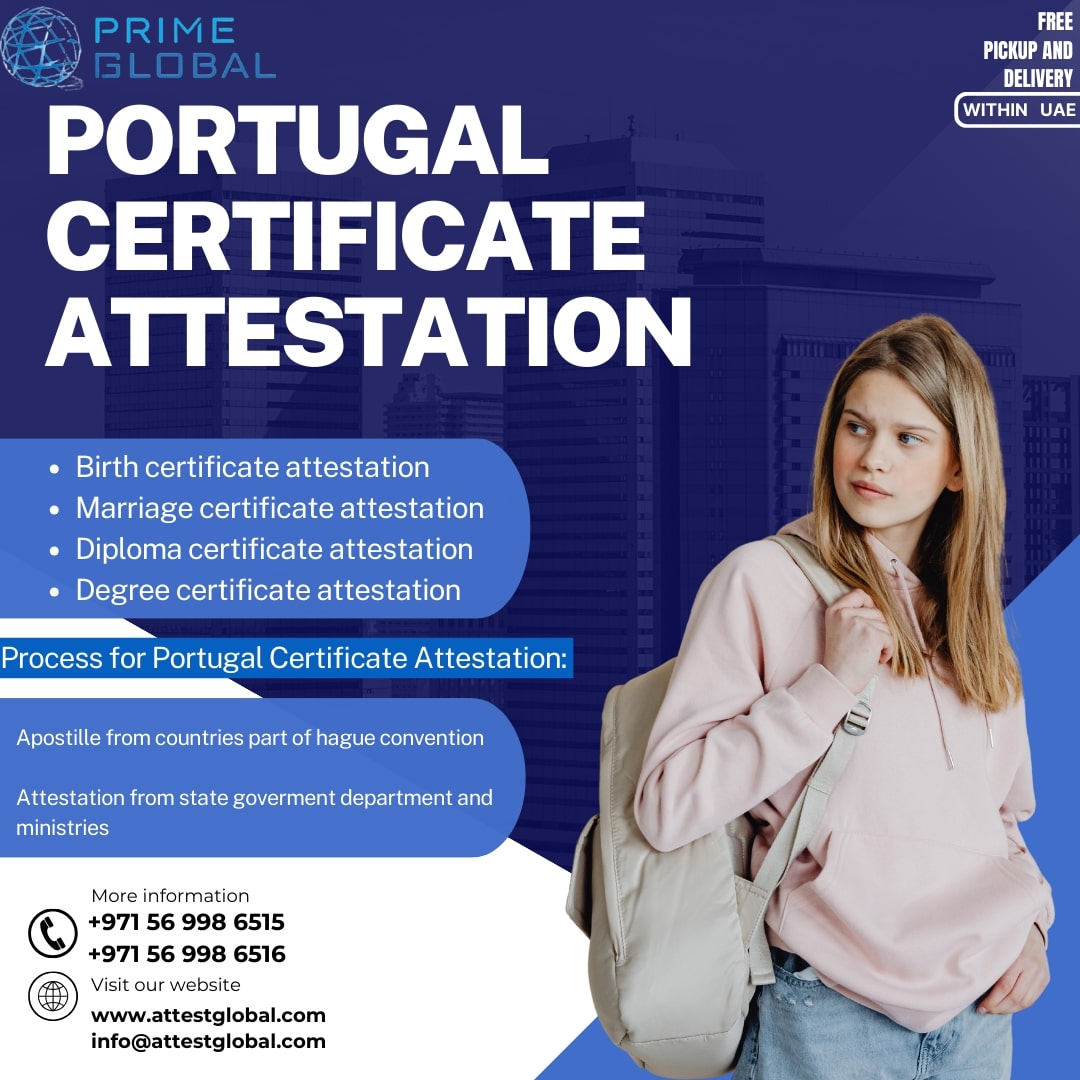 PRIME
GLOBAL
FREE
PICKUP AND
DELIVERY
WITHIN UAE
PORTUGAL
CERTIFICATE
ATTESTATION
• Birth certificate attestation
• Marriage certificate attestation
• Diploma certificate attestation
• Degree certificate attestation
Process for Portugal Certificate Attestation:
Apostille from countries part of hague convention
Attestation from state goverment department and
ministries
More information
+971 56 998 6515
+971 56 998 6516
Visit our website
www.attestglobal.com
info@attestglobal.com